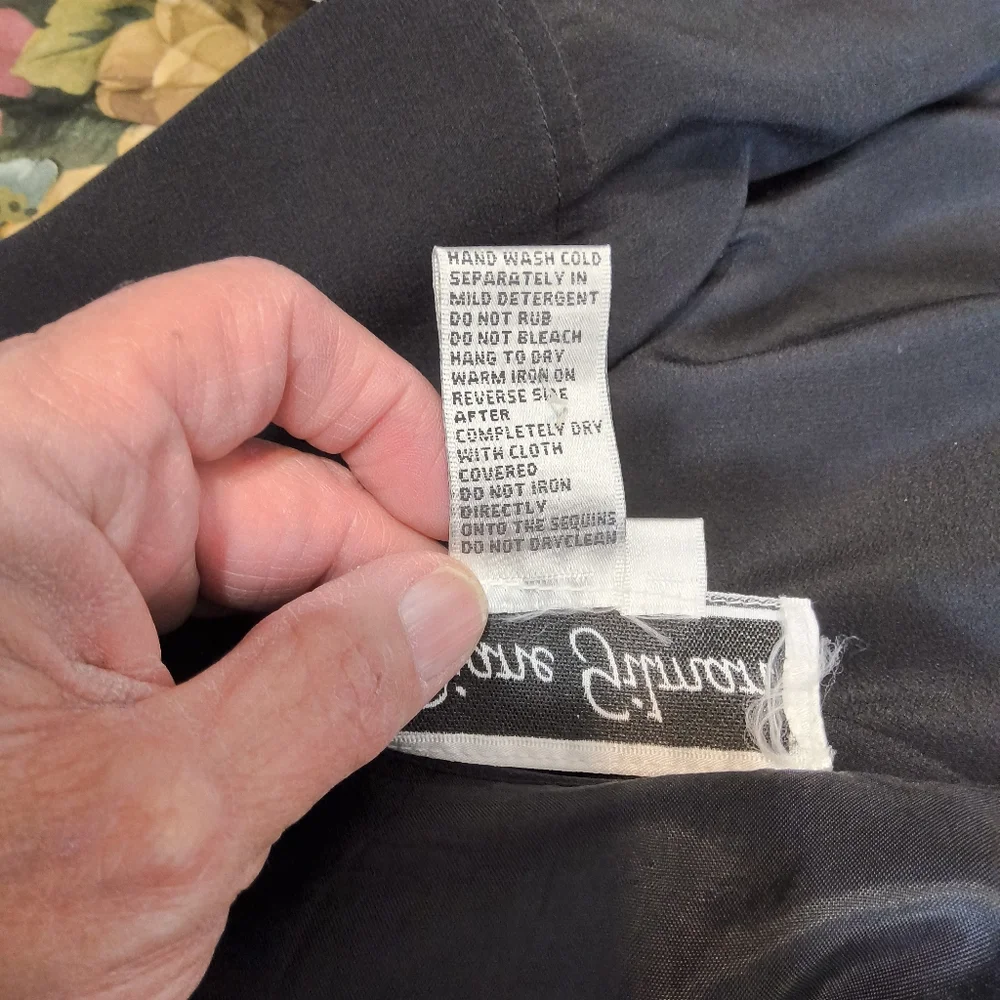 HAND WASH COLD
SEPARATELY IN
MILD DETERGENT
DO NOT RUB
DO NOT BLEACH
HANG TO DRY
WARM IRON ON
REVERSE SIDE
AFTER
COMPLETELY DRY
WITH CLOTH
COVERED
DO NOT IRON
DIRECTLY
ONTO THE SEQUINS
DO NOT DRYCLEAN
Gilman